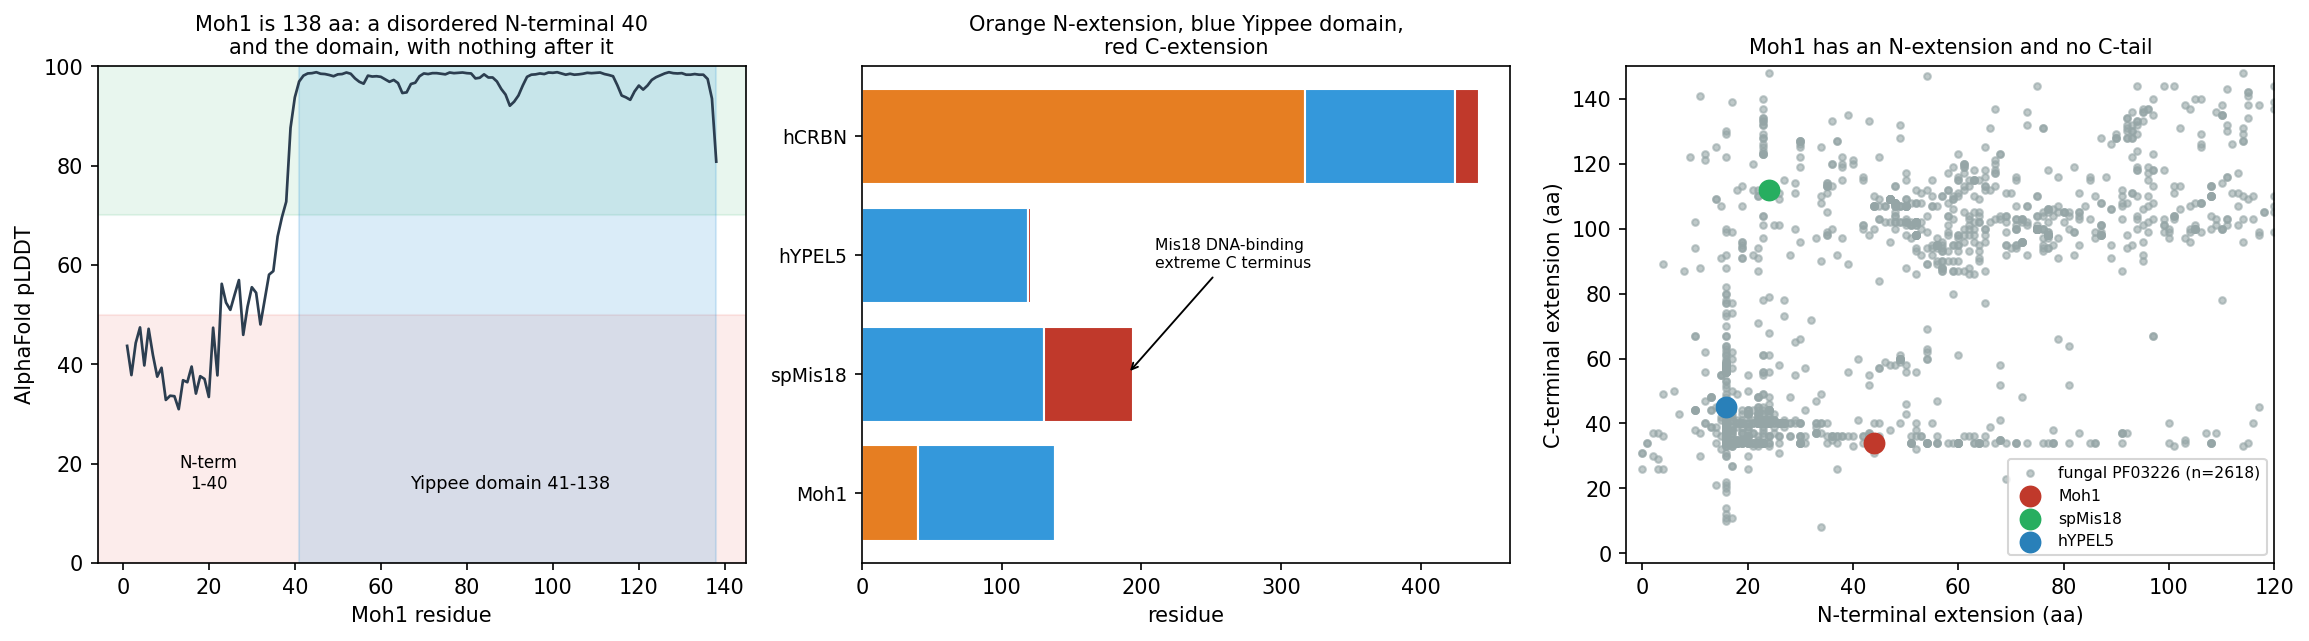 Moh1 is 138 aa: a disordered N-terminal 40
and the domain, with nothing after it
100
80
60
40
20
0
AlphaFold pLDDT
N-term
1-40
Yippee domain 41-138
0
20
40
60
80
100
120
140
Moh1 residue
Orange N-extension, blue Yippee domain,
red C-extension
hCRBN
hYPEL5
spMis18
Moh1
Mis18 DNA-binding
extreme C terminus
0
100
200
300
400
residue
Moh1 has an N-extension and no C-tail
140
120
100
80
60
40
20
0
C-terminal extension (aa)
fungal PF03226 (n=2618)
Moh1
spMis18
hYPEL5
0
20
40
60
80
100
120
N-terminal extension (aa)